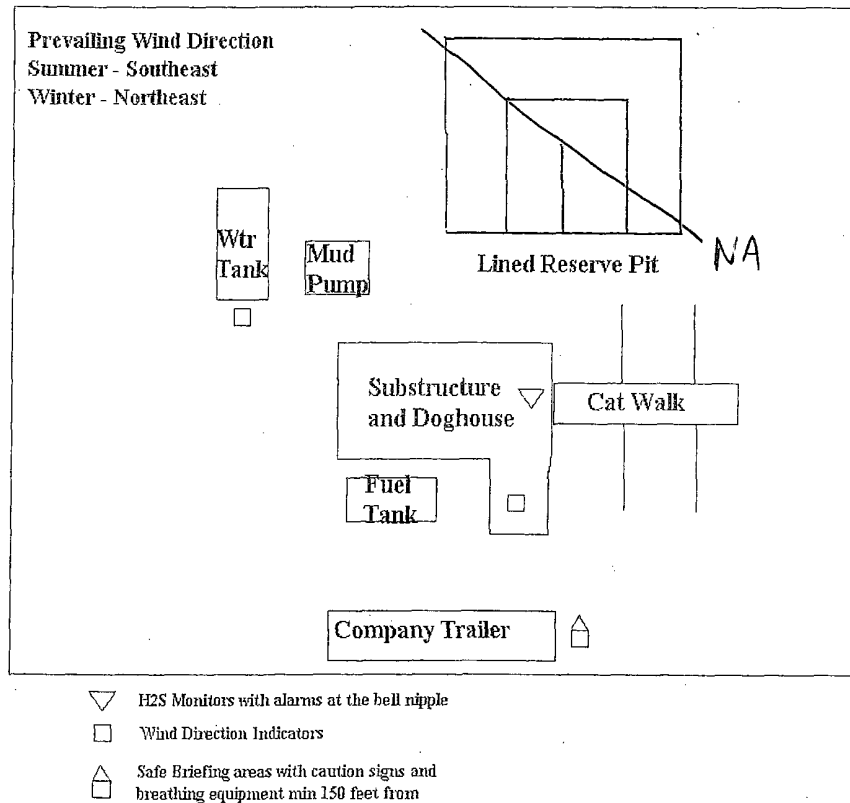 Prevailing Wind Direction
Summer - Southeast
Winter - Northeast
Wtr
Tank
Mud
Pump
Lined Reserve Pit
NA
Substructure
and Doghouse
Cat Walk
Fuel
Tank
Company Trailer
H2S Monitors with alarms at the bell nipple
Wind Direction Indicators
Safe Briefing areas with caution signs and
breathing equipment min 150 feet from